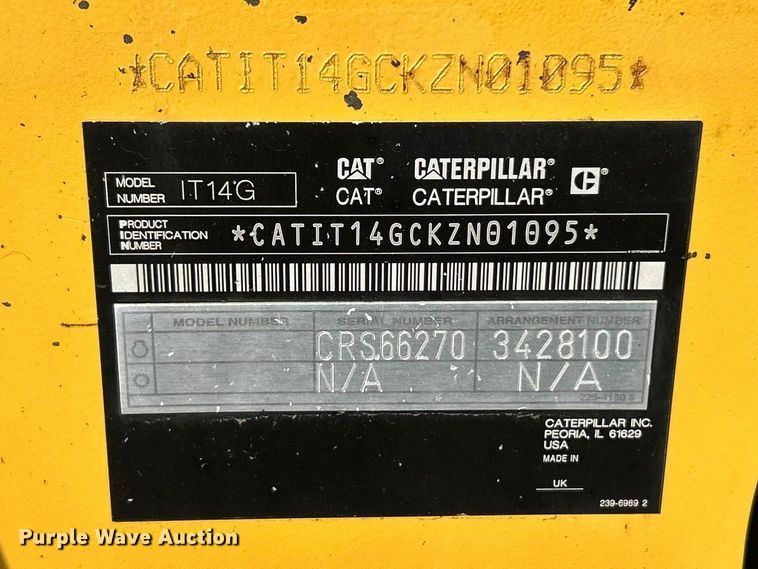 *CATIT14GCKZN01095*
MODEL NUMBER IT14G
CAT® CATERPILLAR®
CAT® CATERPILLAR®
PRODUCT IDENTIFICATION NUMBER *CATIT14GCKZN01095*
MODEL NUMBER SERIAL NUMBER ARRANGEMENT NUMBER
CRS66270 3428100
N/A N/A
CATERPILLAR INC.
PEORIA, IL 61629
USA
MADE IN
UK
239-6969 2
Purple Wave Auction